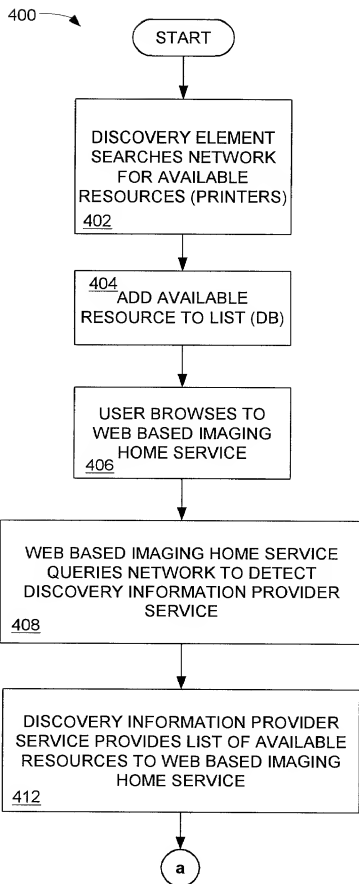 400
START
DISCOVERY ELEMENT
SEARCHES NETWORK
FOR AVAILABLE
RESOURCES (PRINTERS)
402
404
ADD AVAILABLE
RESOURCE TO LIST (DB)
USER BROWSES TO
WEB BASED IMAGING
HOME SERVICE
406
WEB BASED IMAGING HOME SERVICE
QUERIES NETWORK TO DETECT
DISCOVERY INFORMATION PROVIDER
SERVICE
408
DISCOVERY INFORMATION PROVIDER
SERVICE PROVIDES LIST OF AVAILABLE
RESOURCES TO WEB BASED IMAGING
HOME SERVICE
412
a